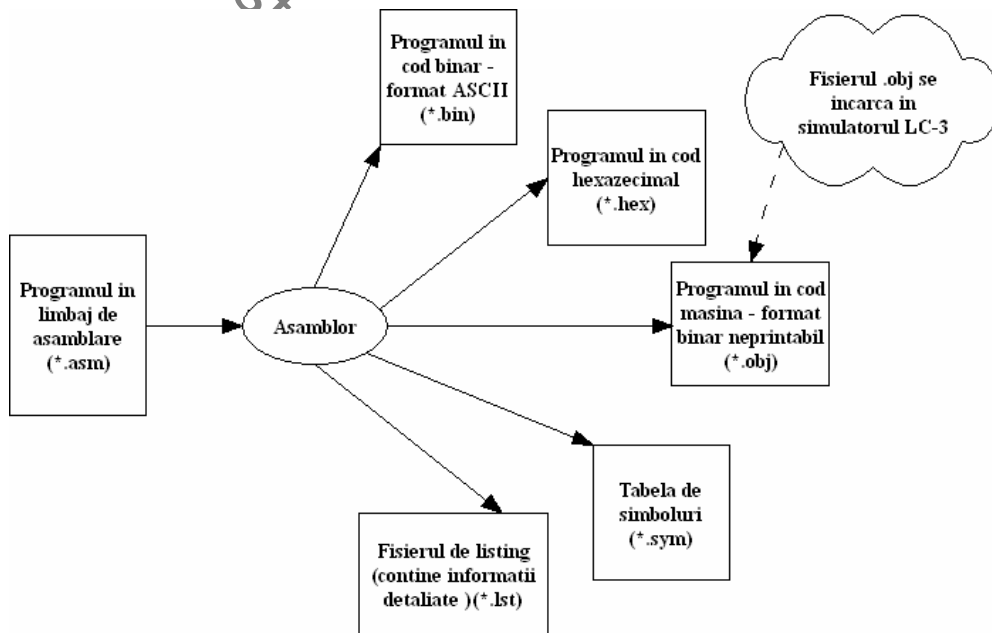 Programul in
cod binar -
format ASCII
(*.bin)
Fisierul .obj se
incarca in
simulatorul LC-3
Programul in cod
hexazecimal
(*.hex)
Programul in
limbaj de
asamblare
(*.asm)
Asamblor
Programul in cod
masina - format
binar neprintabil
(*.obj)
Tabela de
simboluri
(*.sym)
Fisierul de listing
(contine informatii
detaliate )(*.lst)